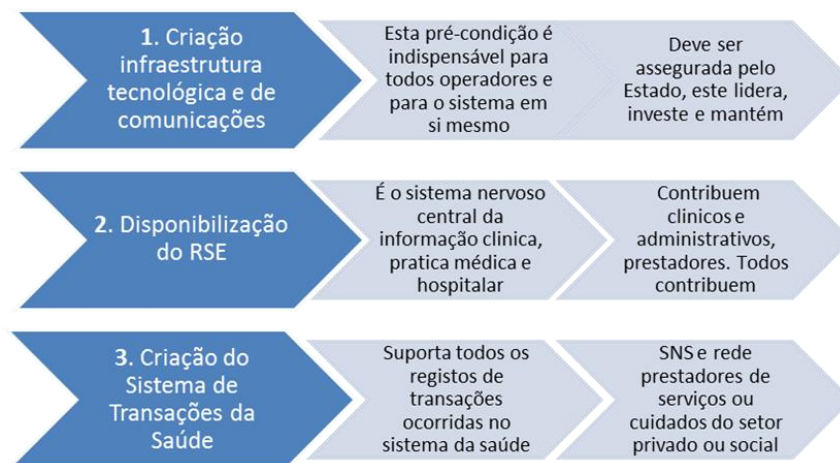 1. Criação
infraestrutura
tecnológica e de
comunicações
Esta pré-condição é
indispensável para
todos operadores e
para o sistema em
si mesmo
Deve ser
assegurada pelo
Estado, este lidera,
investe e mantém
2. Disponibilização
do RSE
É o sistema nervoso
central da
informação clinica,
pratica médica e
hospitalar
Contribuem
clinicos e
administrativos,
prestadores. Todos
contribuem
3. Criação do
Sistema de
Transações da
Saúde
Suporta todos os
registos de
transações
ocorridas no
sistema da saúde
SNS e rede
prestadores de
serviços ou
cuidados do setor
privado ou social